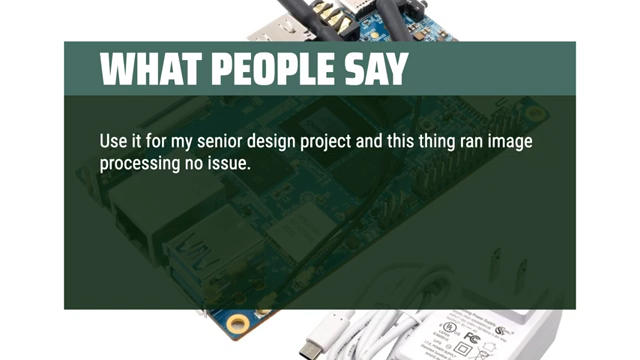 WHAT PEOPLE SAY
Use it for my senior design project and this thing ran image
processing no issue.